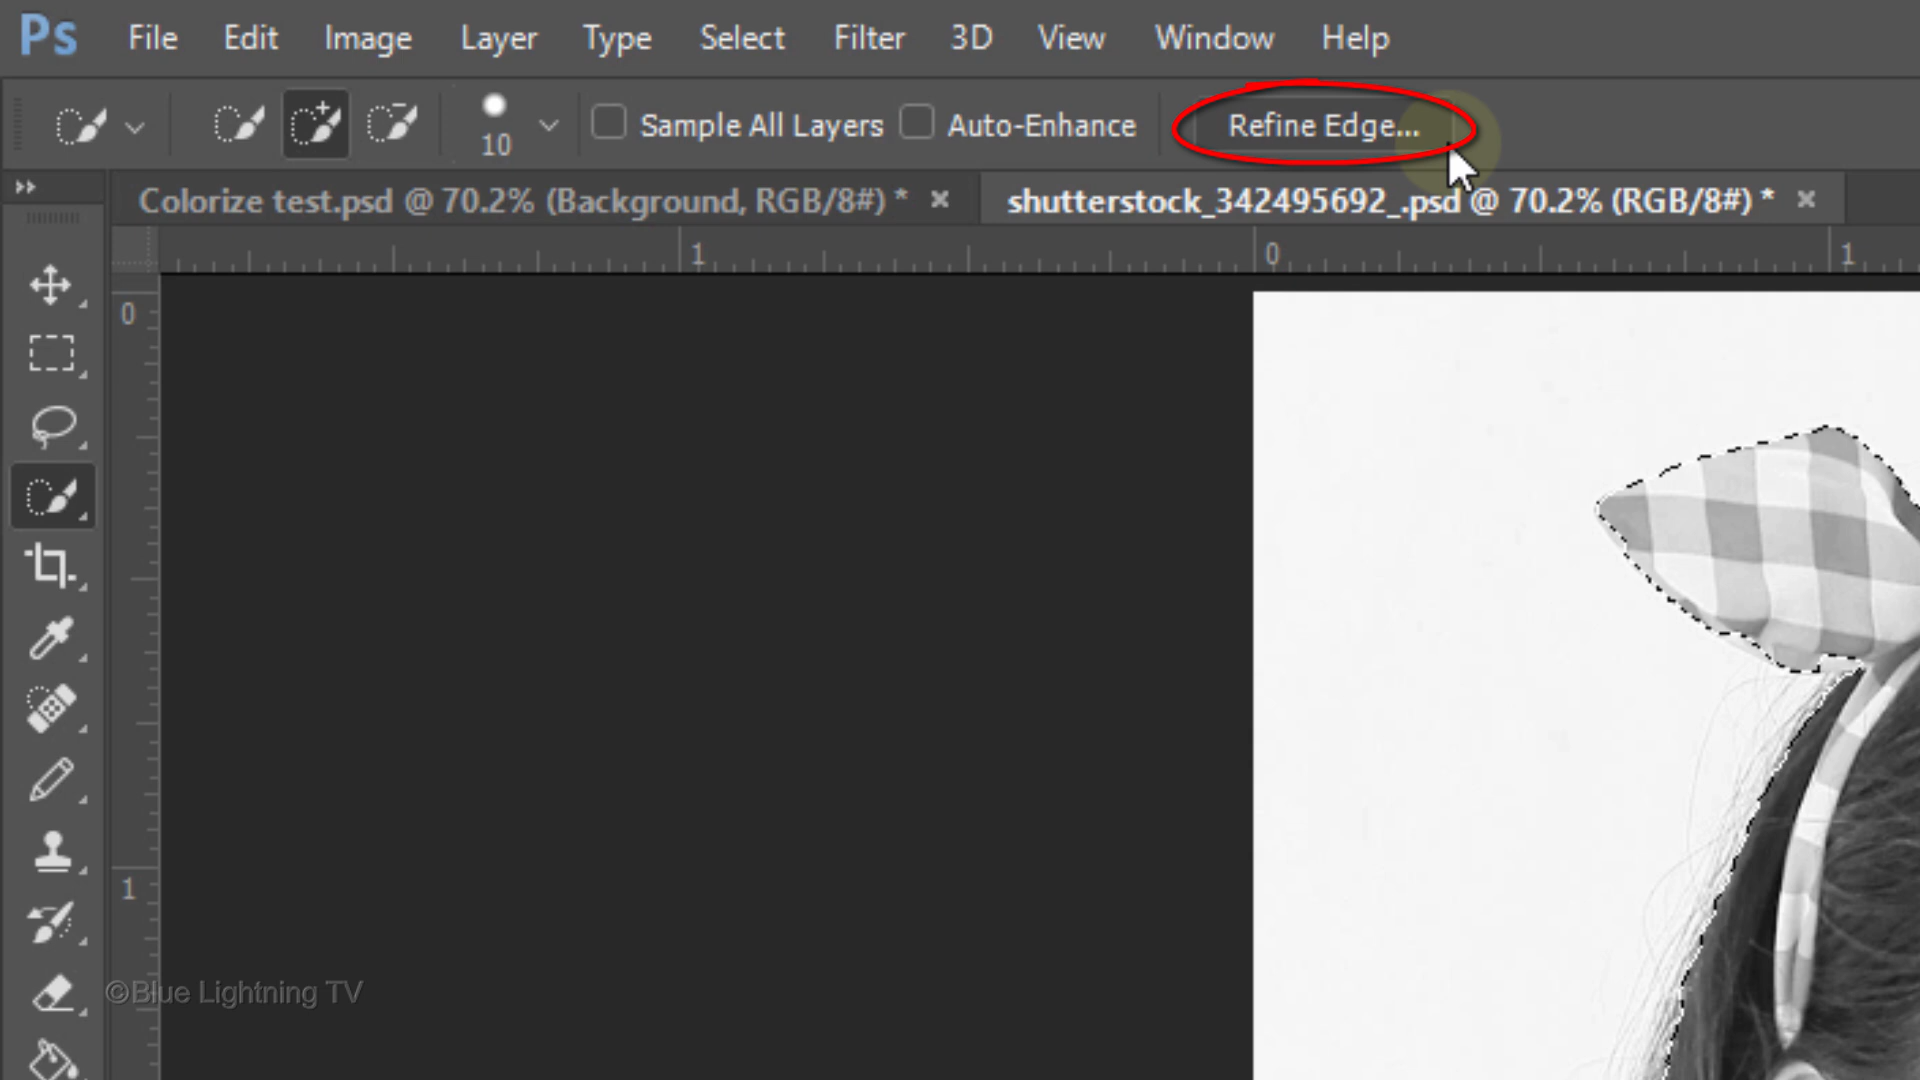 Ps File Edit Image Layer Type Select Filter 3D View Window Help
10 Sample All Layers Auto-Enhance Refine Edge...
Colorize test.psd @ 70.2% (Background, RGB/8#) * × shutterstock_342495692_.psd @ 70.2% (RGB/8#) * ×
1 0 1
0
1
©Blue Lightning TV